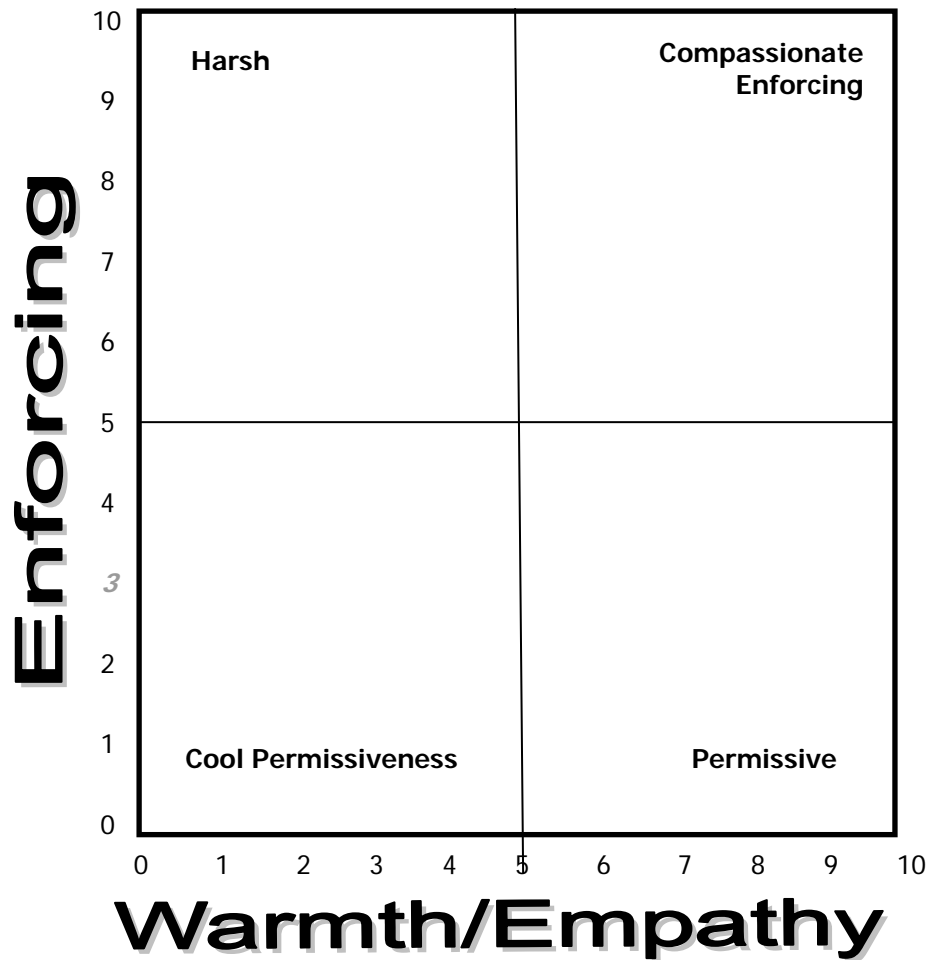 10
Harsh
Compassionate
Enforcing
9
8
7
6
5
4
3
2
1
0
Enforcing
Cool Permissiveness
Permissive
0 1 2 3 4 5 6 7 8 9 10
Warmth/Empathy